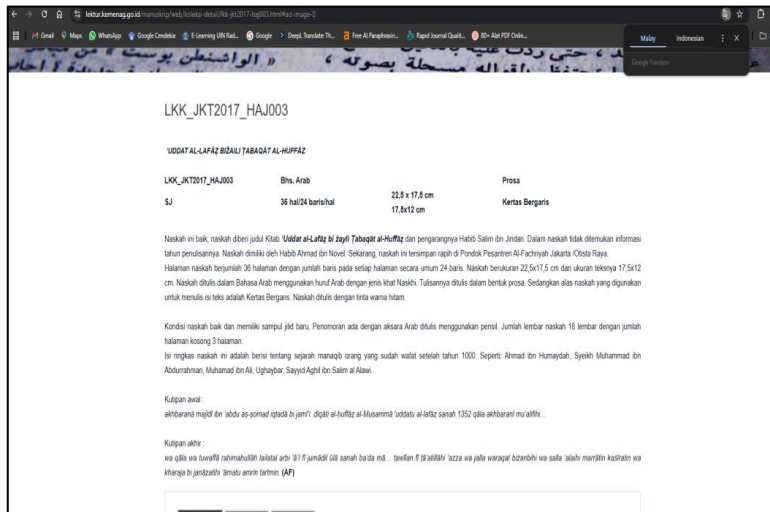 lektur.kemenag.go.id/manuskrip/web/koleksi-detail/lkk-jkt2017-haj003.html#ad-image-0
Gmail Maps WhatsApp Google Cendekia E-Learning UIN Rad... Google DeepL Translate: Th... Free AI Paraphrasin... Rapid Journal Qualit... 80+ Alat PDF Onlin...
Malay Indonesian
Google Translate
LKK_JKT2017_HAJ003
'UDDAT AL-LAFĀẒ BIŻAILI ṬABAQĀT AL-HUFFĀZ
LKK_JKT2017_HAJ003 Bhs. Arab Prosa
SJ 36 hal/24 baris/hal 22,5 x 17,5 cm 17,5x12 cm Kertas Bergaris
Naskah ini baik, naskah diberi judul Kitab 'Uddat al-Lafāẓ bi żayli Ṭabaqāt al-Huffāẓ dan pengarangnya Habib Salim ibn Jindan. Dalam naskah tidak ditemukan informasi
tahun penulisannya. Naskah dimiliki oleh Habib Ahmad ibn Novel. Sekarang, naskah ini tersimpan rapih di Pondok Pesantren Al-Fachriyah Jakarta /Otista Raya.
Halaman naskah berjumlah 36 halaman dengan jumlah baris pada setiap halaman secara umum 24 baris. Naskah berukuran 22,5x17,5 dan ukuran teksnya 17,5x12
cm. Naskah ditulis dalam Bahasa Arab menggunakan huruf Arab dengan jenis khat Naskhi. Tulisannya ditulis dalam bentuk prosa. Sedangkan alas naskah yang digunakan
untuk menulis isi teks adalah Kertas Bergaris. Naskah ditulis dengan tinta warna hitam.
Kondisi naskah baik dan memiliki sampul jilid baru. Penomoran ada dengan aksara Arab ditulis menggunakan pensil. Jumlah lembar naskah 18 lembar dengan jumlah
halaman kosong 3 halaman.
Isi ringkas naskah ini adalah berisi tentang sejarah manaqib orang yang sudah wafat setelah tahun 1000. Seperti: Ahmad ibn Humaydah, Syeikh Muhammad ibn
Abdurrahman, Muhamad ibn Ali, Ughaybar, Sayyid Aghil ibn Salim al Alawi.
Kutipan awal :
akhbaranā majīdī ibn 'abdu aṣ-ṣomad iqtadā bi jamī'i. ḍiqāti al-huffāẓ al-Musammā 'uddatu al-lafāẓ sanah 1352 qāla akhbaranī mu'alifihi...
Kutipan akhir :
wa qāla wa tuwaffā rahimahullāh lailatal arbi 'ā'i fī jumādil ūlā sanah ba'da mā... ṭawīlan fī ṭā'atillāhi 'azza wa jalla waraqat biẓanbihi wa ṣalla 'alaihi marrātin kaṡīratin wa
kharaja bi janāzatihi 'āmatu amrin tarīmin. (AF)